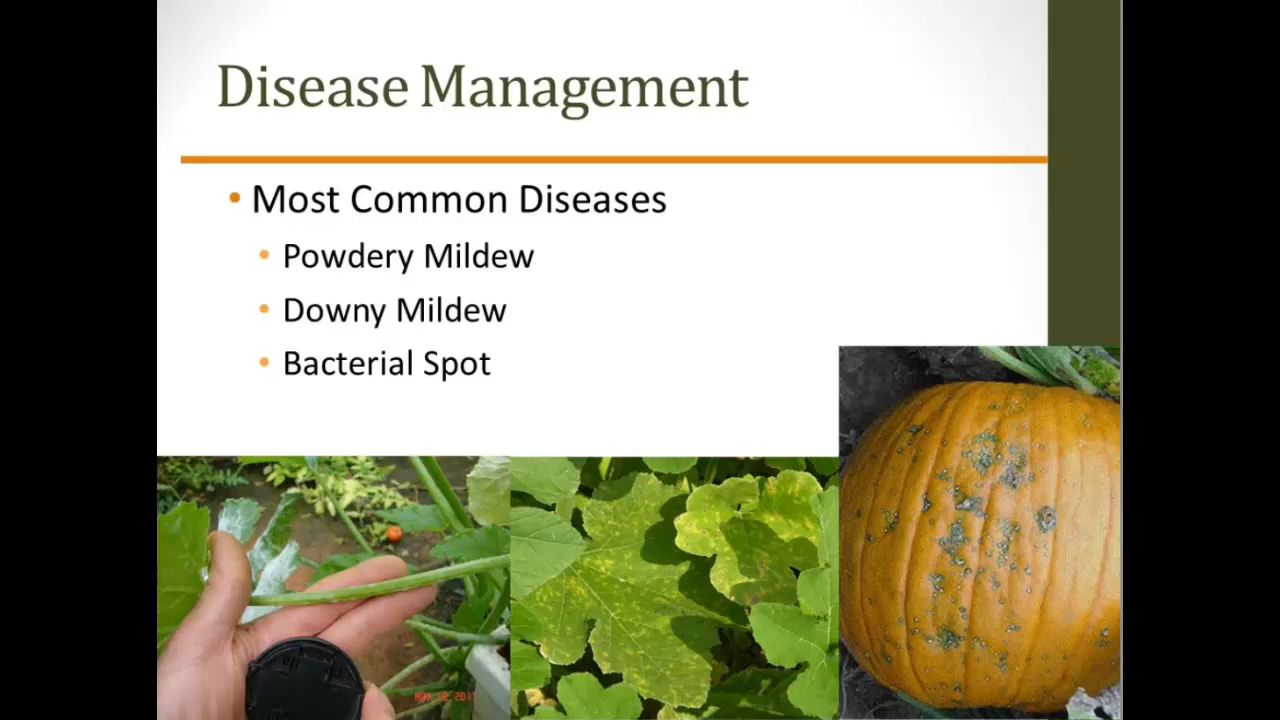 Disease Management
• Most Common Diseases
• Powdery Mildew
• Downy Mildew
• Bacterial Spot